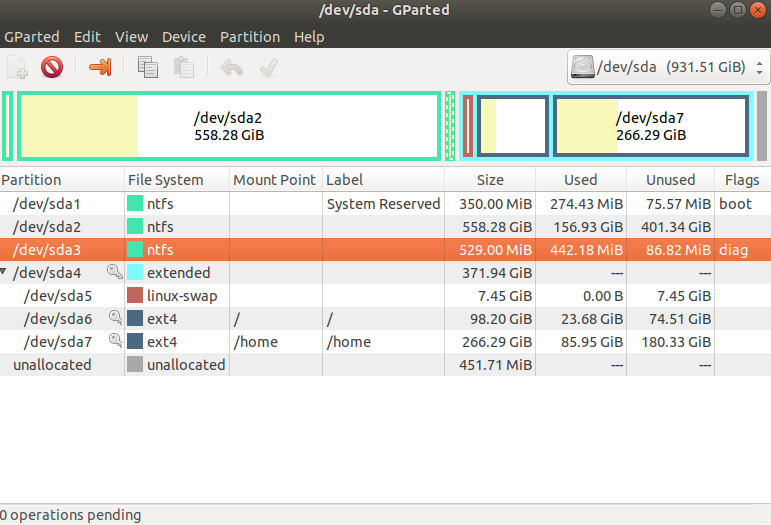 /dev/sda - GParted
GParted Edit View Device Partition Help
/dev/sda (931.51 GiB)
/dev/sda2
558.28 GiB
/dev/sda7
266.29 GiB
Partition File System Mount Point Label Size Used Unused Flags
/dev/sda1 ntfs System Reserved 350.00 MiB 274.43 MiB 75.57 MiB boot
/dev/sda2 ntfs 558.28 GiB 156.93 GiB 401.34 GiB
/dev/sda3 ntfs 529.00 MiB 442.18 MiB 86.82 MiB diag
/dev/sda4 extended 371.94 GiB --- ---
/dev/sda5 linux-swap 7.45 GiB 0.00 B 7.45 GiB
/dev/sda6 ext4 / / 98.20 GiB 23.68 GiB 74.51 GiB
/dev/sda7 ext4 /home /home 266.29 GiB 85.95 GiB 180.33 GiB
unallocated unallocated 451.71 MiB --- ---
0 operations pending